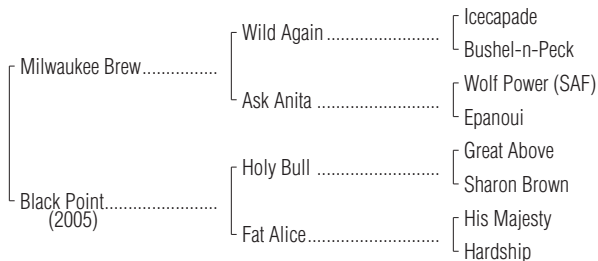 Icecapade
Wild Again ........................
Bushel-n-Peck
Milwaukee Brew................
Wolf Power (SAF)
Ask Anita ..........................
Epanoui
Great Above
Holy Bull ..........................
Sharon Brown
Black Point........................
(2005)
His Majesty
Fat Alice............................
Hardship